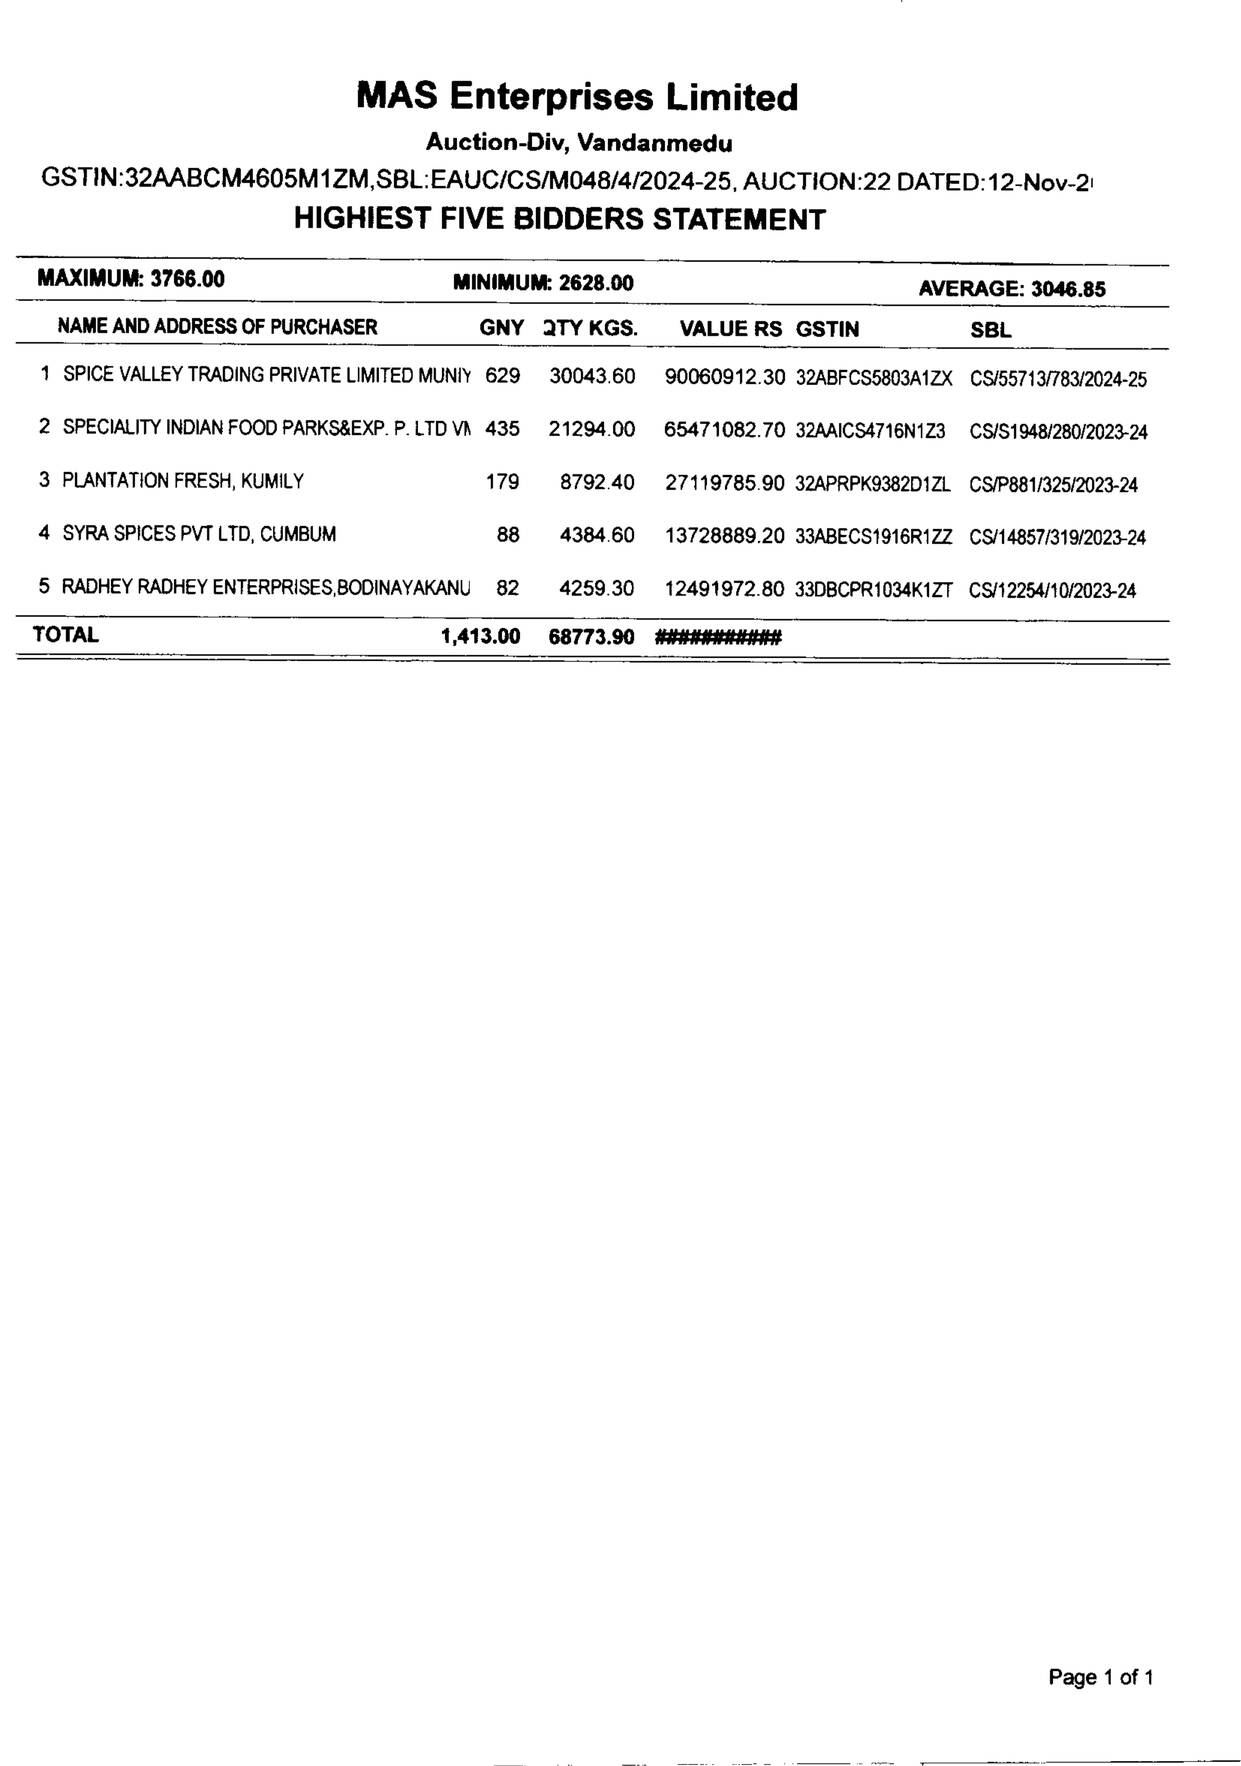 MAS Enterprises Limited
Auction-Div, Vandanmedu
GSTIN:32AABCM4605M1ZM,SBL:EAUC/CS/M048/4/2024-25, AUCTION:22 DATED:12-Nov-2
HIGHIEST FIVE BIDDERS STATEMENT
MAXIMUM: 3766.00 MINIMUM: 2628.00 AVERAGE: 3046.85
NAME AND ADDRESS OF PURCHASER GNY QTY KGS. VALUE RS GSTIN SBL
1 SPICE VALLEY TRADING PRIVATE LIMITED MUNIY 629 30043.60 90060912.30 32ABFCS5803A1ZX CS/55713/783/2024-25
2 SPECIALITY INDIAN FOOD PARKS&EXP. P. LTD 435 21294.00 65471082.70 32AAICS4716N1Z3 CS/S1948/280/2023-24
3 PLANTATION FRESH, KUMILY 179 8792.40 27119785.90 32APRPK9382D1ZL CS/P881/325/2023-24
4 SYRA SPICES PVT LTD, CUMBUM 88 4384.60 13728889.20 33ABECS1916R1ZZ CS/14857/319/2023-24
5 RADHEY RADHEY ENTERPRISES,BODINAYAKANU 82 4259.30 12491972.80 33DBCPR1034K1ZT CS/12254/10/2023-24
TOTAL 1,413.00 68773.90 ###########
Page 1 of 1